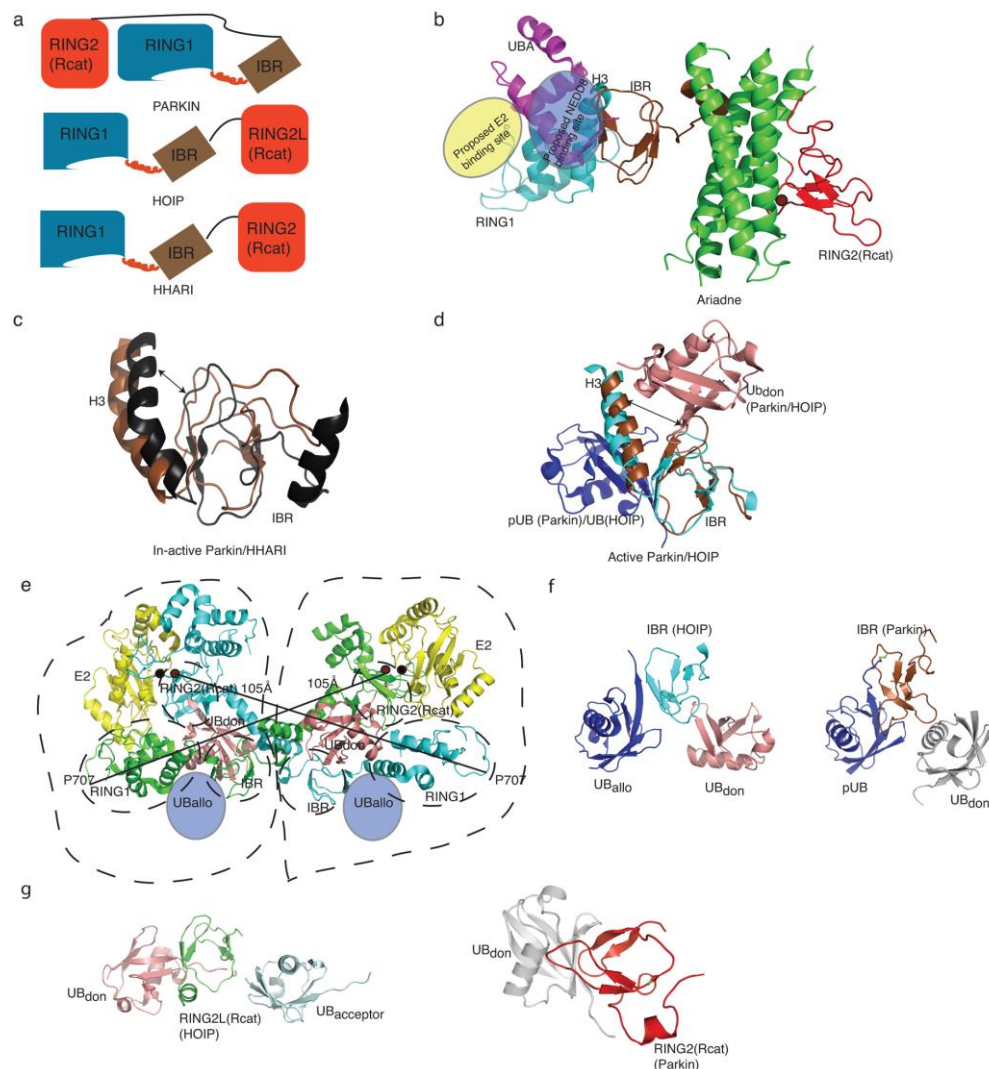 a
RING2
(Rcat)
RING1
IBR
PARKIN
RING1
IBR
RING2L
(Rcat)
HOIP
RING1
IBR
RING2
(Rcat)
HHARI
b
UBA
H3
IBR
Proposed E2
binding site
Proposed NEDD8
binding site
RING1
RING2(Rcat)
Ariadne
c
H3
IBR
In-active Parkin/HHARI
d
H3
Ubdon
(Parkin/HOIP)
pUB (Parkin)/UB(HOIP)
IBR
Active Parkin/HOIP
e
E2
E2
RING2(Rcat)
105Å
105Å
RING2(Rcat)
UBdon
UBdon
P707
RING1
IBR
UBallo
IBR
UBallo
RING1
P707
f
IBR (HOIP)
UBallo
UBdon
IBR (Parkin)
pUB
UBdon
g
UBdon
RING2L(Rcat)
(HOIP)
UBacceptor
UBdon
RING2(Rcat)
(Parkin)